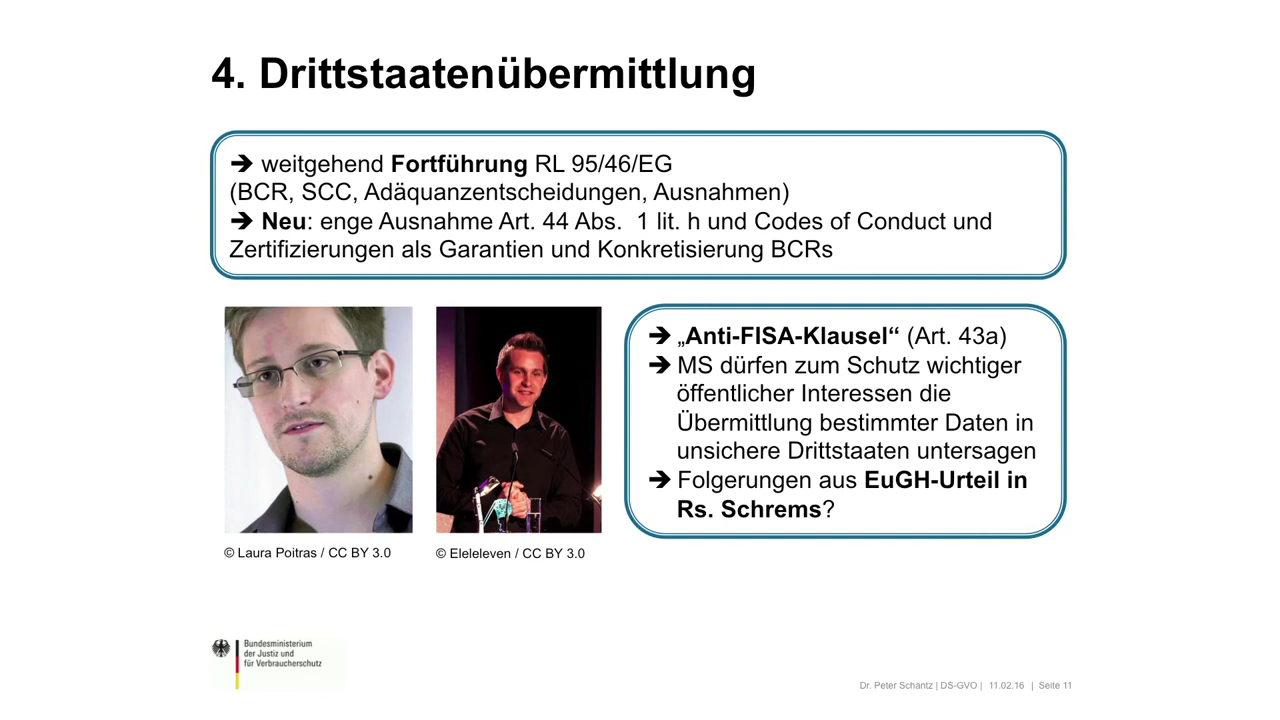 4. Drittstaatenübermittlung
➔ weitgehend Fortführung RL 95/46/EG
(BCR, SCC, Adäquanzentscheidungen, Ausnahmen)
➔ Neu: enge Ausnahme Art. 44 Abs.  1 lit. h und Codes of Conduct und
Zertifizierungen als Garantien und Konkretisierung BCRs
➔ „Anti-FISA-Klausel“ (Art. 43a)
➔ MS dürfen zum Schutz wichtiger
öffentlicher Interessen die
Übermittlung bestimmter Daten in
unsichere Drittstaaten untersagen
➔ Folgerungen aus EuGH-Urteil in
Rs. Schrems?
© Laura Poitras / CC BY 3.0
© Eleleleven / CC BY 3.0
Bundesministerium
der Justiz und
für Verbraucherschutz
Dr. Peter Schantz | DS-GVO | 11.02.16 | Seite 11